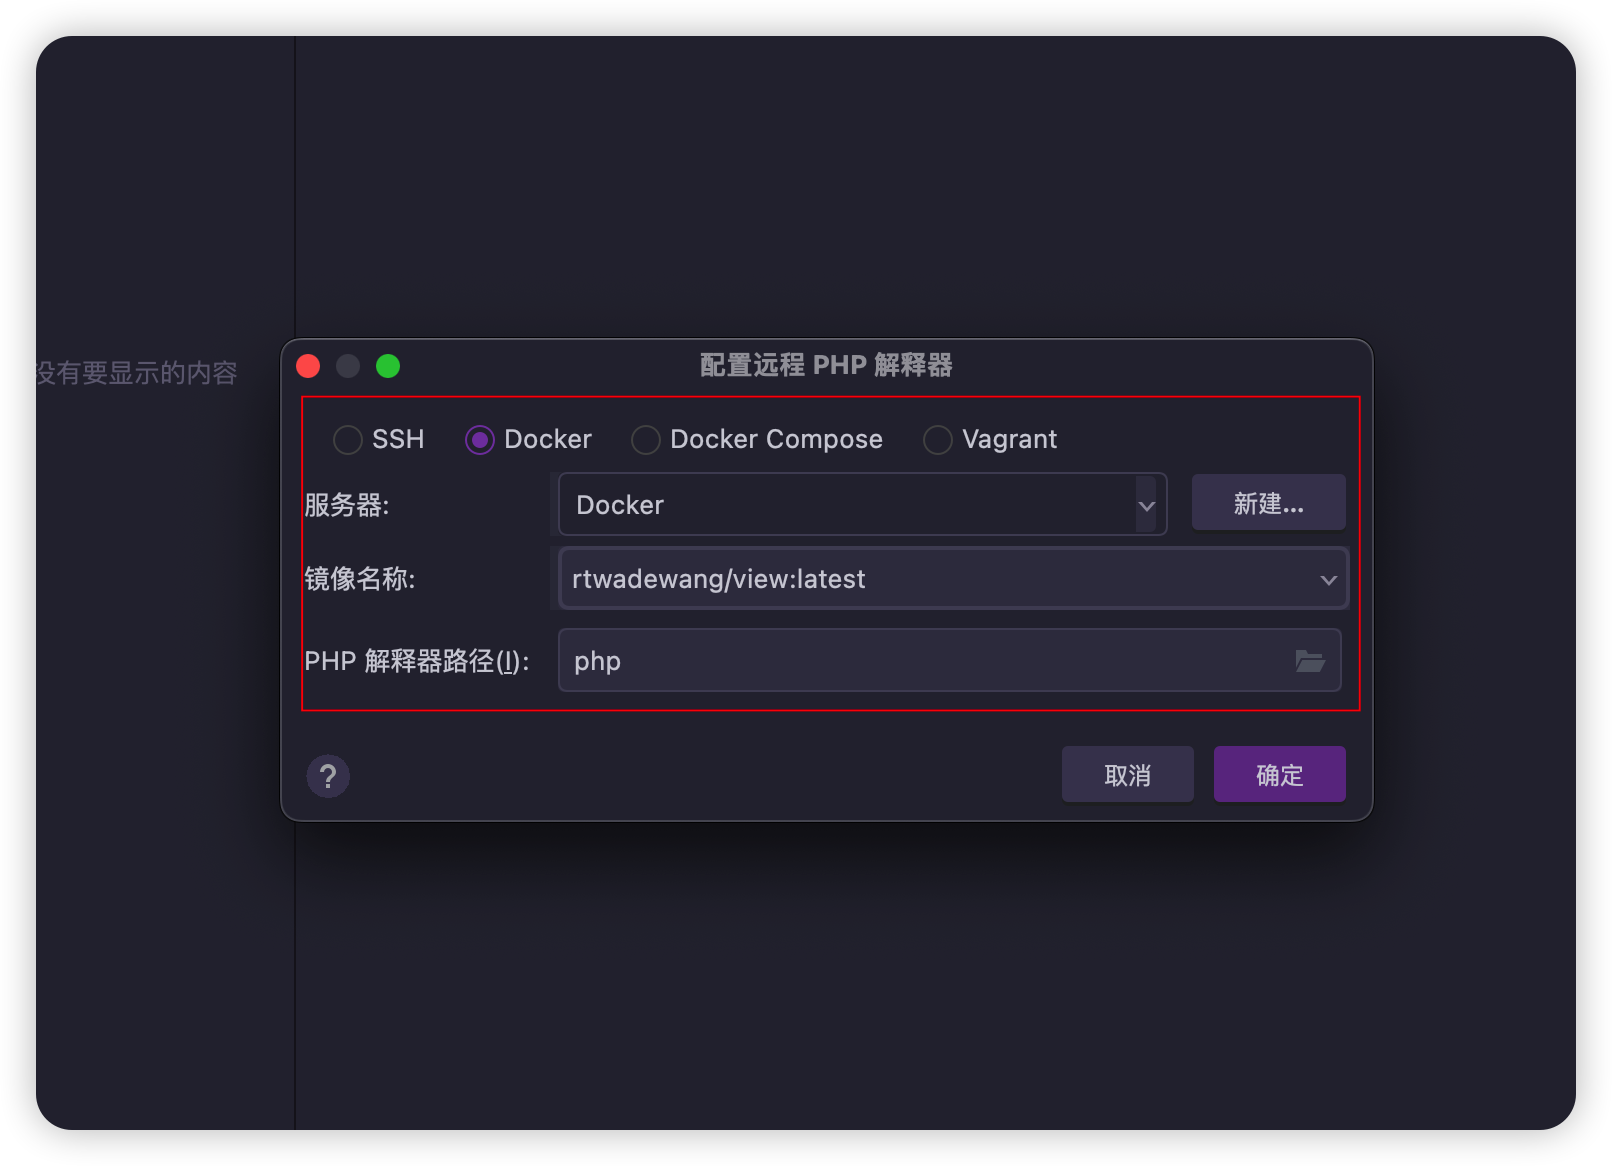 配置远程 PHP 解释器
SSH Docker Docker Compose Vagrant
没有要显示的内容
服务器: Docker 新建...
镜像名称: rtwadewang/view:latest
PHP 解释器路径(I): php
? 取消 确定